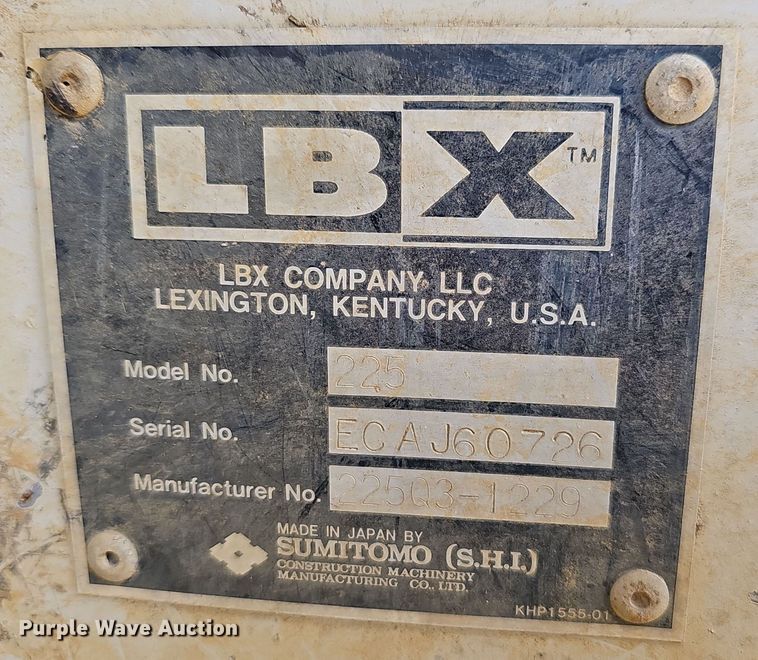 LBX™
LBX COMPANY LLC
LEXINGTON, KENTUCKY, U.S.A.
Model No. 225
Serial No. ECAJ60726
Manufacturer No. 225Q3-1229
MADE IN JAPAN BY
SUMITOMO (S.H.I.)
CONSTRUCTION MACHINERY
MANUFACTURING CO., LTD.
KHP1555-01
Purple Wave Auction